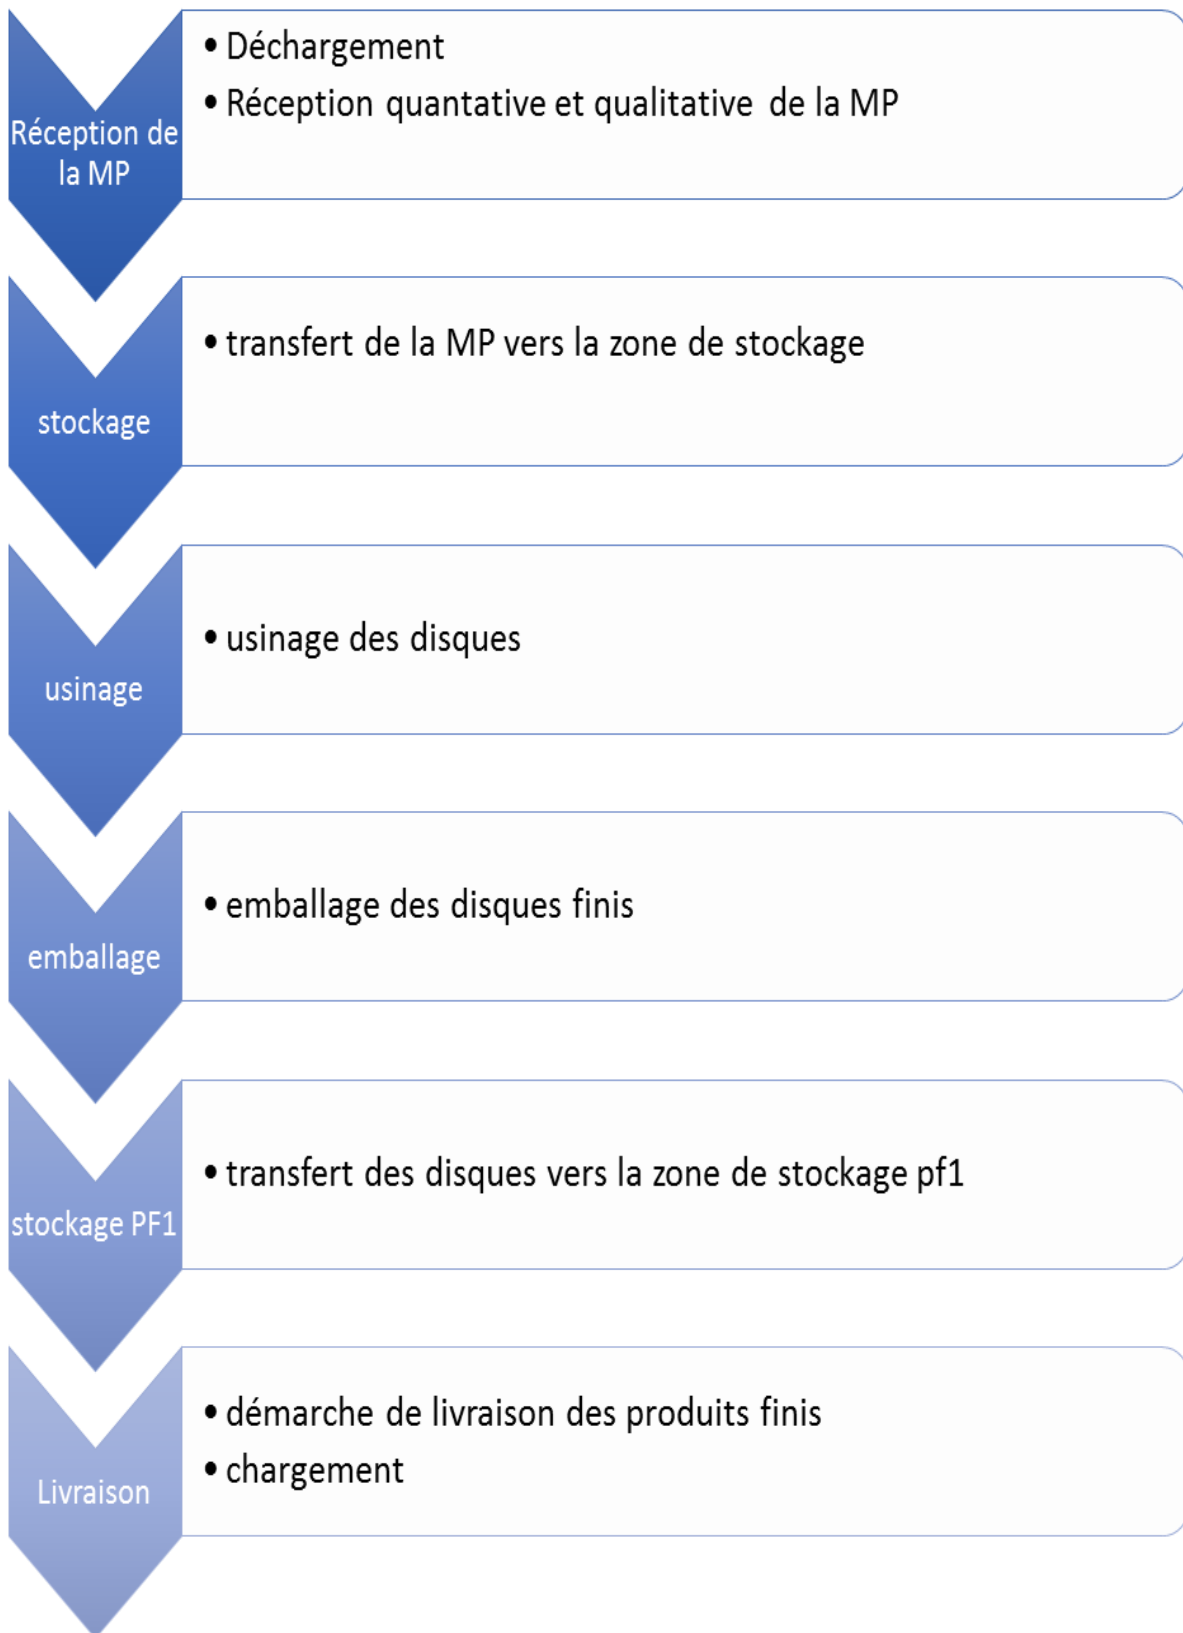 Réception de
la MP
• Déchargement
• Réception quantative et qualitative de la MP
stockage
• transfert de la MP vers la zone de stockage
usinage
• usinage des disques
emballage
• emballage des disques finis
stockage PF1
• transfert des disques vers la zone de stockage pf1
Livraison
• démarche de livraison des produits finis
• chargement